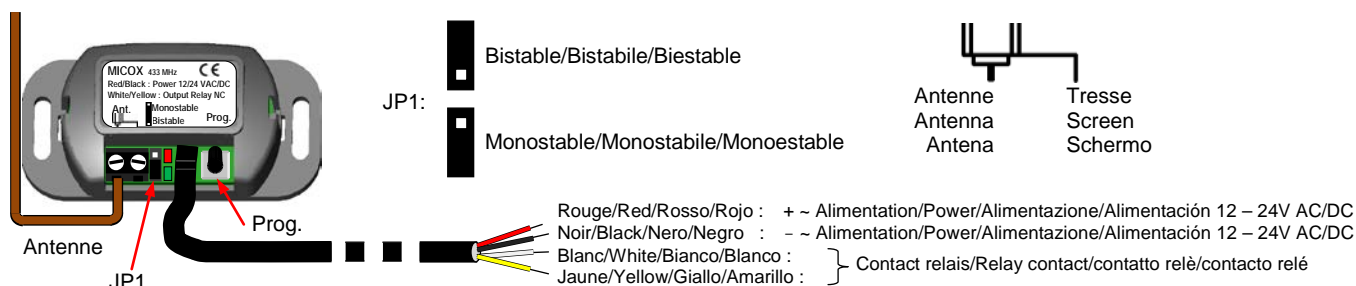 MICOX 433 MHz CE
Red/Black : Power 12/24 VAC/DC
White/Yellow : Output Relay NC
Ant.
Monostable
Bistable
Prog.
Antenne
JP1
Prog.
JP1:
Bistable/Bistabile/Biestable
Monostable/Monostabile/Monoestable
Antenne Tresse
Antenna Screen
Antena Schermo
Rouge/Red/Rosso/Rojo : + ~ Alimentation/Power/Alimentazione/Alimentación 12 – 24V AC/DC
Noir/Black/Nero/Negro : – ~ Alimentation/Power/Alimentazione/Alimentación 12 – 24V AC/DC
Blanc/White/Bianco/Blanco :
Jaune/Yellow/Giallo/Amarillo :
Contact relais/Relay contact/contatto relè/contacto relé